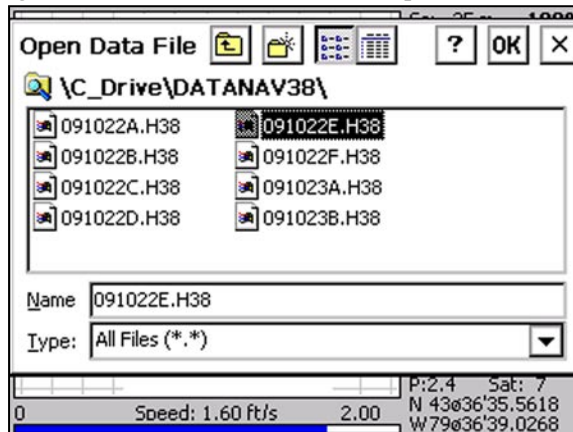 Open Data File ? OK ×
\C_Drive\DATANAV38\
091022A.H38 091022E.H38
091022B.H38 091022F.H38
091022C.H38 091023A.H38
091022D.H38 091023B.H38
Name 091022E.H38
Type: All Files (*.*)
P:2.4 Sat: 7
0 Speed: 1.60 ft/s 2.00 N 43ø36'35.5618
W79ø36'39.0268